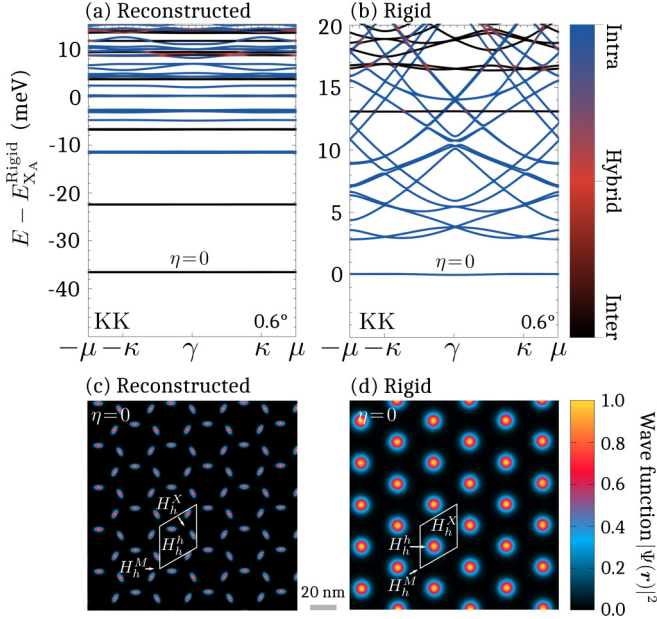 (a) Reconstructed
(b) Rigid
E − E^Rigid_X_A (meV)
10
0
-10
-20
-30
-40
η=0
KK
0.6°
−μ −κ γ κ μ
20
15
10
5
0
η=0
KK
0.6°
−μ −κ γ κ μ
Intra
Hybrid
Inter
(c) Reconstructed
η=0
H_h^X
H_h^h
H_h^M
20 nm
(d) Rigid
η=0
H_h^X
H_h^h
H_h^M
1.0
0.8
0.6
0.4
0.2
0.0
Wave function |Ψ(r)|²